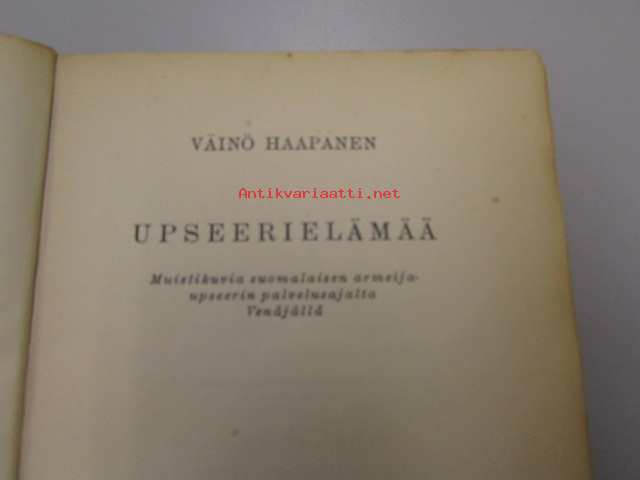 VÄINÖ HAAPANEN
Antikvariaatti.net
UPSEERIELÄMÄÄ
Muistikuvia suomalaisen armeija-
upseerin palvelusajalta
Venäjällä